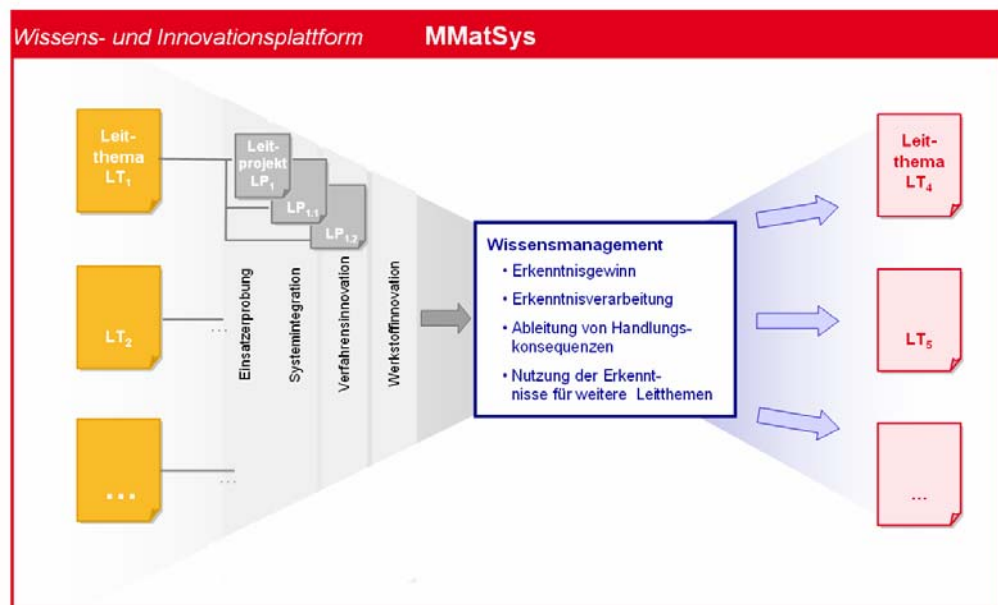 Wissens- und Innovationsplattform MMatSys
Leit-
thema
LT₁
Leit-
projekt
LP₁
LP₁.₁
LP₁.₂
LT₂
...
...
...
Einsatzerprobung
Systemintegration
Verfahrensinnovation
Werkstoffinnovation
Wissensmanagement
• Erkenntnisgewinn
• Erkenntnisverarbeitung
• Ableitung von Handlungs-
konsequenzen
• Nutzung der Erkennt-
nisse für weitere Leitthemen
Leit-
thema
LT₄
LT₅
...